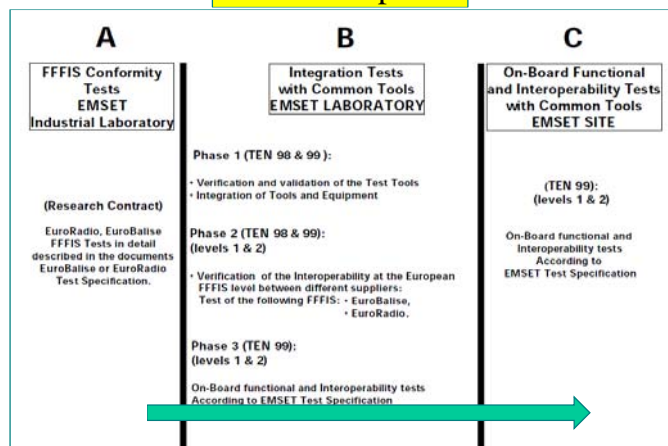 A
FFFIS Conformity
Tests
EMSET
Industrial Laboratory
(Research Contract)
EuroRadio, EuroBalise
FFFIS Tests in detail
described in the documents
EuroBalise or EuroRadio
Test Specification.
B
Integration Tests
with Common Tools
EMSET LABORATORY
Phase 1 (TEN 98 & 99 ):
• Verification and validation of the Test Tools
• Integration of Tools and Equipment
Phase 2 (TEN 98 & 99):
(levels 1 & 2)
• Verification of the Interoperability at the European
FFFIS level between different suppliers:
Test of the following FFFIS: • EuroBalise,
• EuroRadio.
Phase 3 (TEN 99):
(levels 1 & 2)
On-Board functional and Interoperability tests
According to EMSET Test Specification
C
On-Board Functional
and Interoperability Tests
with Common Tools
EMSET SITE
(TEN 99):
(levels 1 & 2)
On-Board functional and
Interoperability tests
According to
EMSET Test Specification